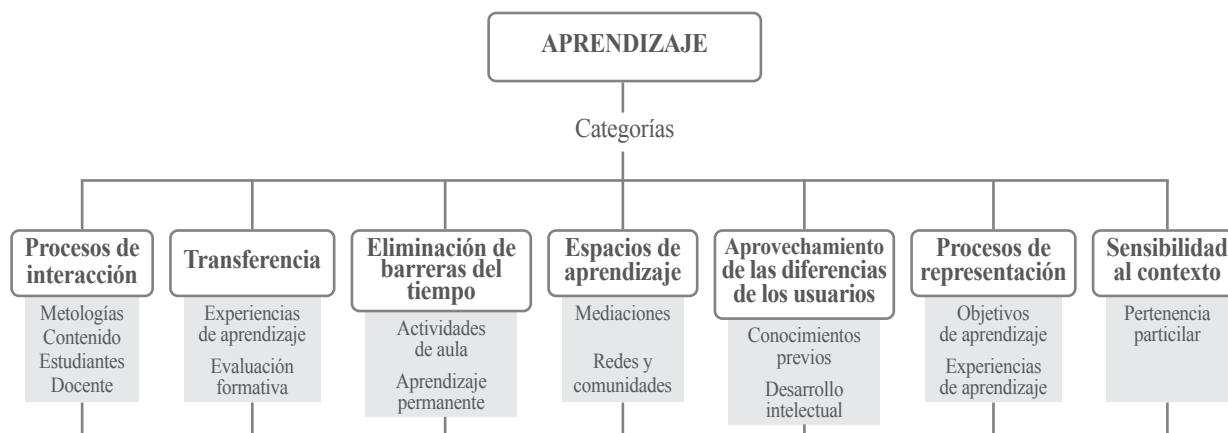 APRENDIZAJE
Categorías
Procesos de
interacción
Metologías
Contenido
Estudiantes
Docente
Transferencia
Experiencias
de aprendizaje
Evaluación
formativa
Eliminación de
barreras del
tiempo
Actividades
de aula
Aprendizaje
permanente
Espacios de
aprendizaje
Mediaciones
Redes y
comunidades
Aprovechamiento
de las diferencias
de los usuarios
Conocimientos
previos
Desarrollo
intelectual
Procesos de
representación
Objetivos
de aprendizaje
Experiencias
de aprendizaje
Sensibilidad
al contexto
Pertenencia
particilar